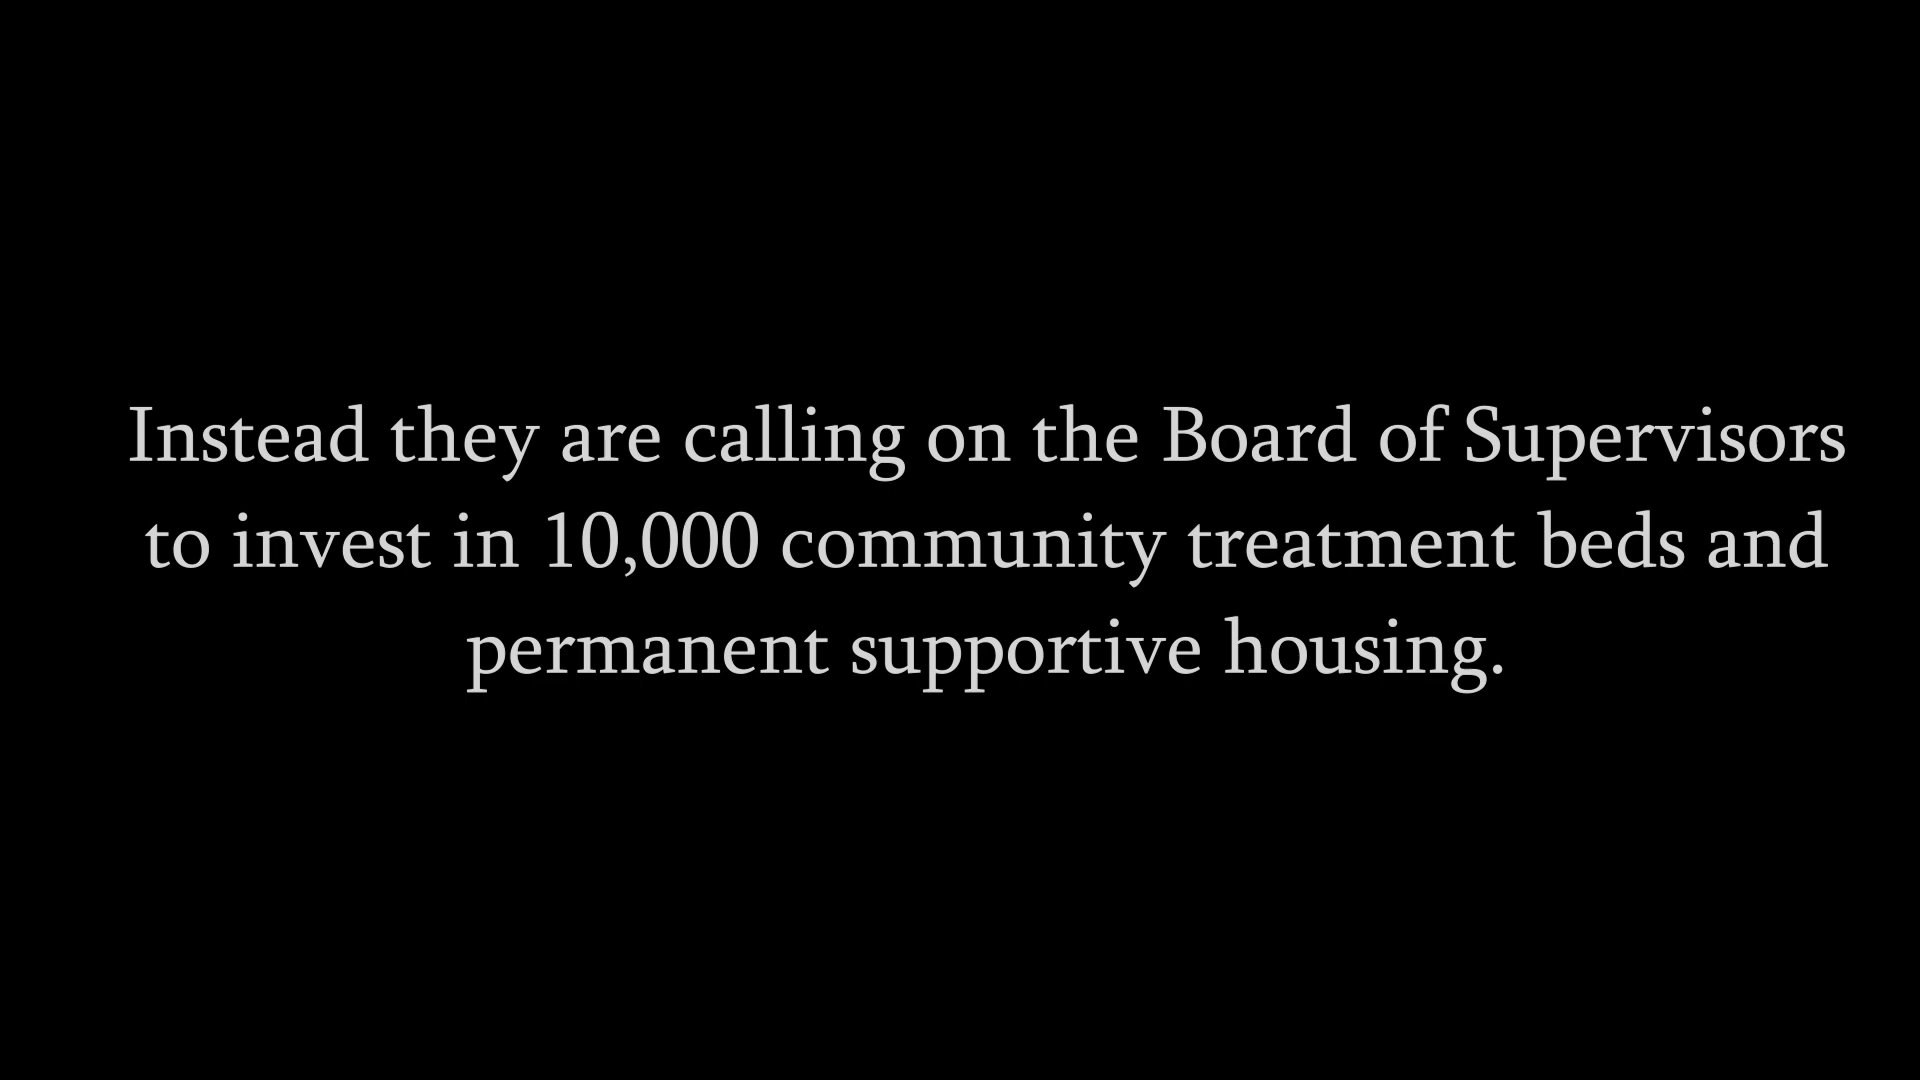 Instead they are calling on the Board of Supervisors
to invest in 10,000 community treatment beds and
permanent supportive housing.